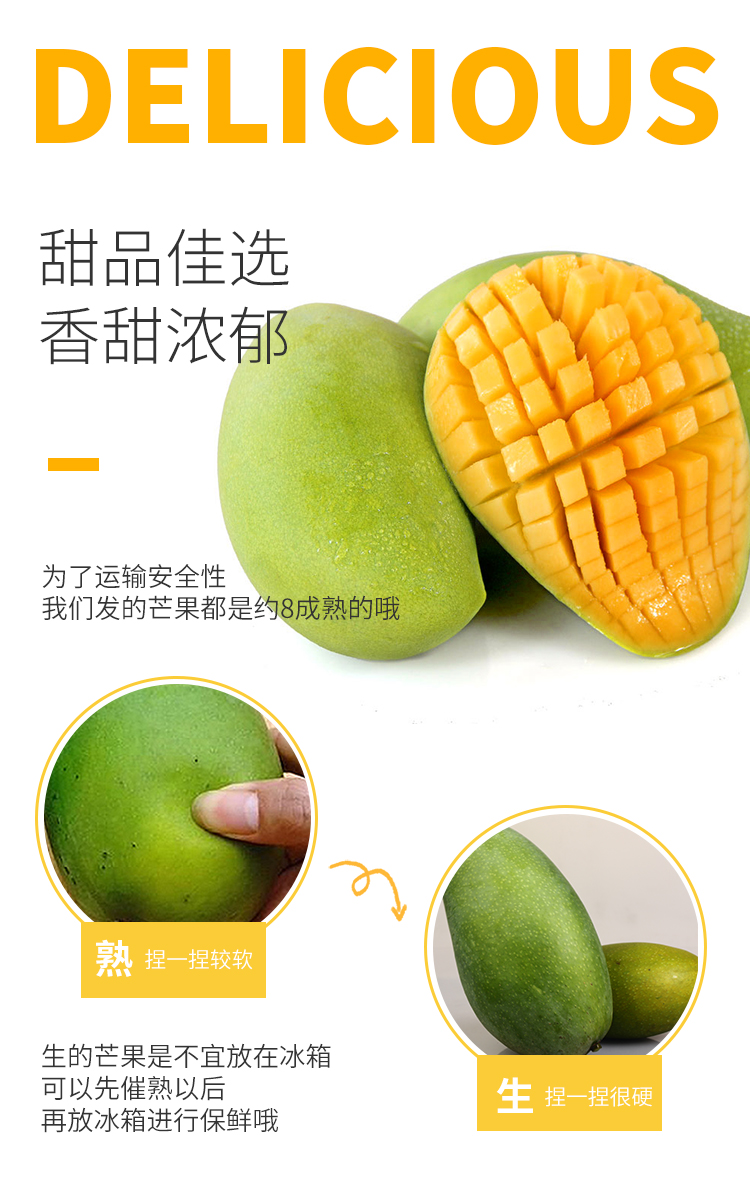 DELICIOUS
甜品佳选
香甜浓郁
为了运输安全性
我们发的芒果都是约8成熟的哦
熟 捏一捏较软
生的芒果是不宜放在冰箱
可以先催熟以后
再放冰箱进行保鲜哦
生 捏一捏很硬